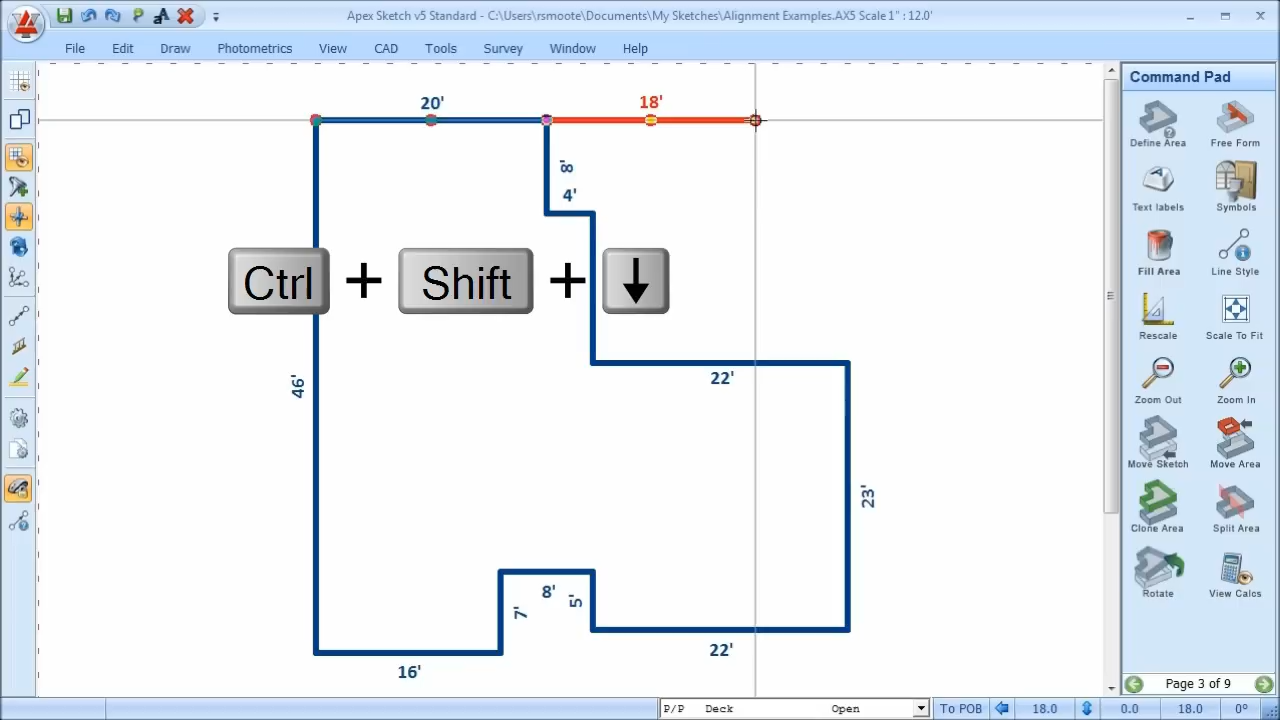 Apex Sketch v5 Standard - C:\Users\rsmoote\Documents\My Sketches\Alignment Examples.AX5 Scale 1" : 12.0'
File Edit Draw Photometrics View CAD Tools Survey Window Help
20'
18'
8'
4'
Ctrl + Shift + ↓
46'
22'
23'
8'
5'
7'
22'
16'
Command Pad
Define Area Free Form
Text labels Symbols
Fill Area Line Style
Rescale Scale To Fit
Zoom Out Zoom In
Move Sketch Move Area
Clone Area Split Area
Rotate View Calcs
Page 3 of 9
P/P Deck Open To POB 18.0 0.0 18.0 0°